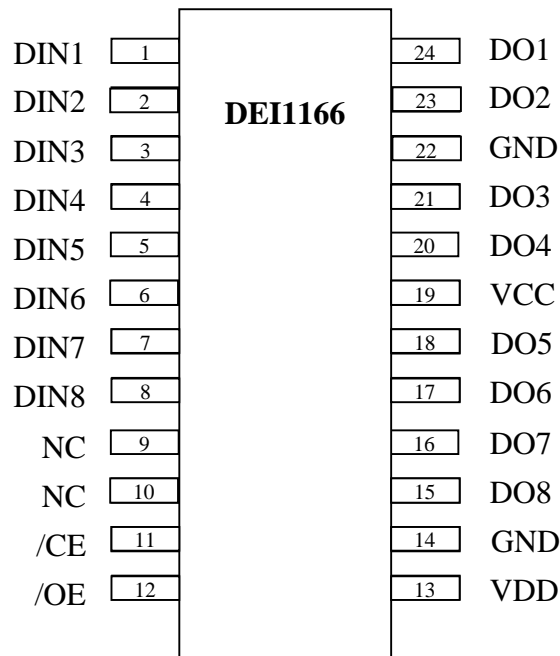 DIN1 1 24 DO1
DIN2 2 23 DO2
DEI1166
DIN3 3 22 GND
DIN4 4 21 DO3
DIN5 5 20 DO4
DIN6 6 19 VCC
DIN7 7 18 DO5
DIN8 8 17 DO6
NC 9 16 DO7
NC 10 15 DO8
/CE 11 14 GND
/OE 12 13 VDD